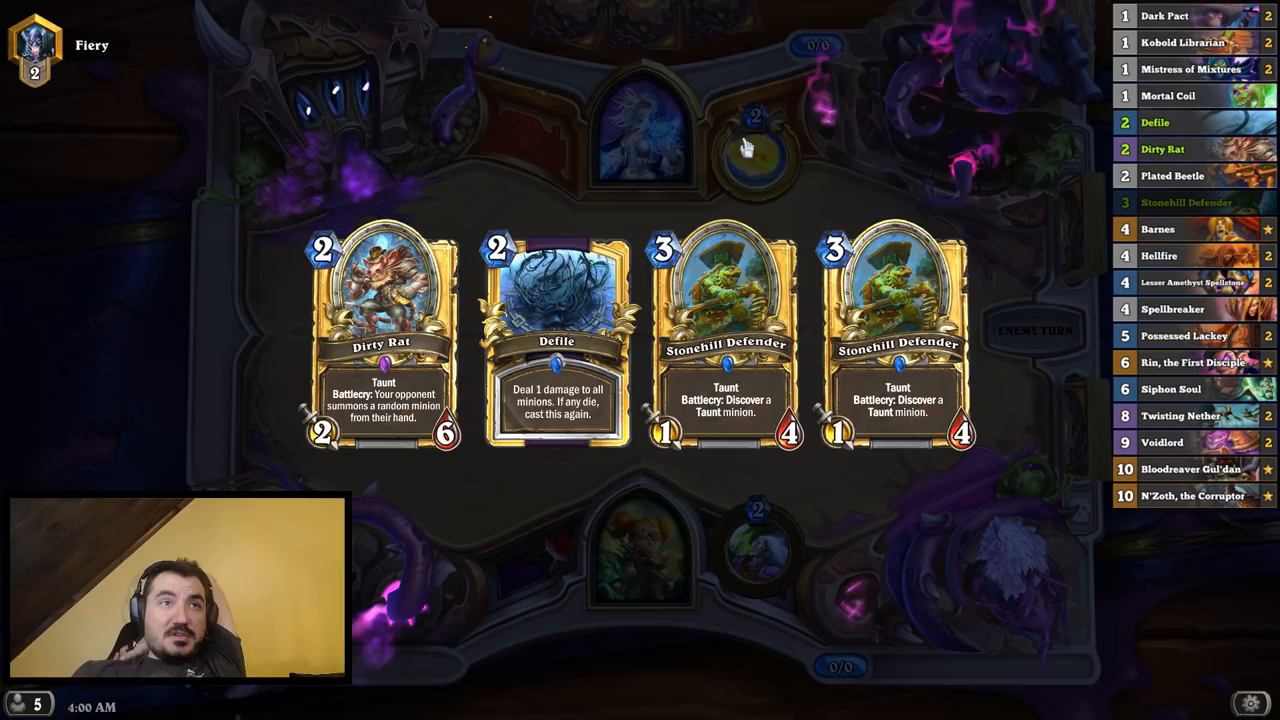 Fiery
2
0/0
2
2
Dirty Rat
Taunt
Battlecry: Your opponent
summons a random minion
from their hand.
2
6
2
Defile
Deal 1 damage to all
minions. If any die,
cast this again.
3
Stonehill Defender
Taunt
Battlecry: Discover a
Taunt minion.
1
4
3
Stonehill Defender
Taunt
Battlecry: Discover a
Taunt minion.
1
4
ENEMY TURN
2
0/0
1 Dark Pact 2
1 Kobold Librarian 2
1 Mistress of Mixtures 2
1 Mortal Coil
2 Defile
2 Dirty Rat
2 Plated Beetle
3 Stonehill Defender
4 Barnes
4 Hellfire 2
4 Lesser Amethyst Spellstone 2
4 Spellbreaker
5 Possessed Lackey 2
6 Rin, the First Disciple
6 Siphon Soul
8 Twisting Nether 2
9 Voidlord 2
10 Bloodreaver Gul'dan
10 N'Zoth, the Corruptor
5
4:00 AM